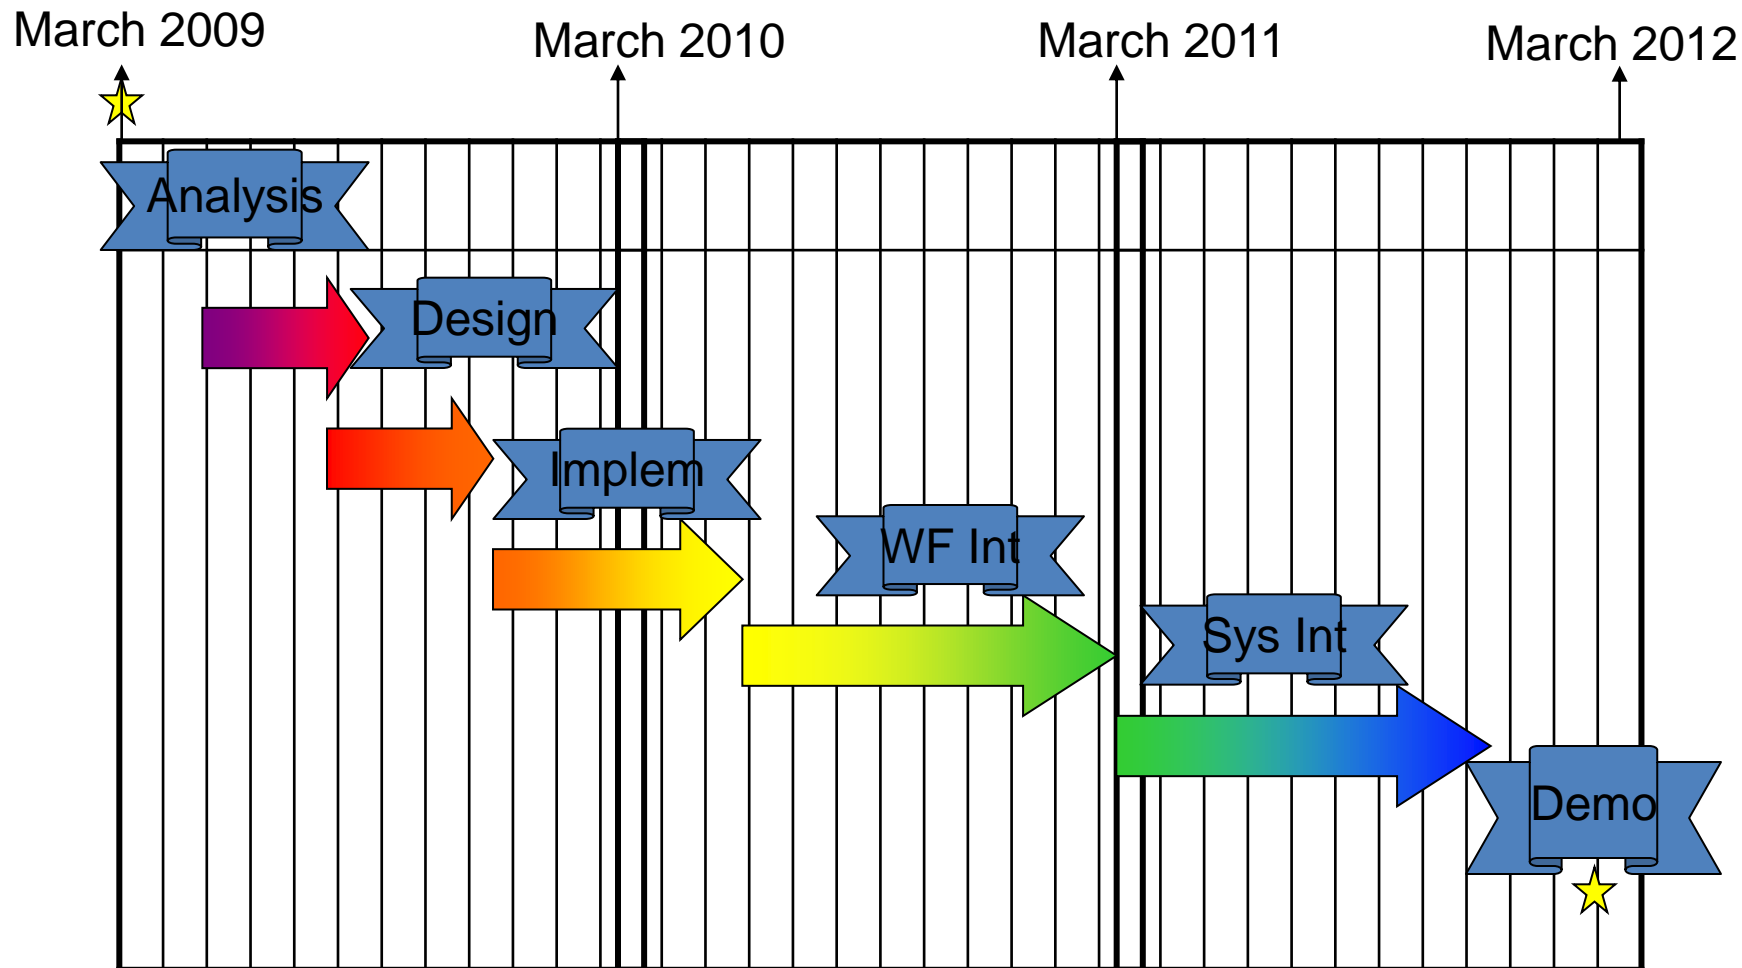 March 2009
March 2010
March 2011
March 2012
Analysis
Design
Implem
WF Int
Sys Int
Demo